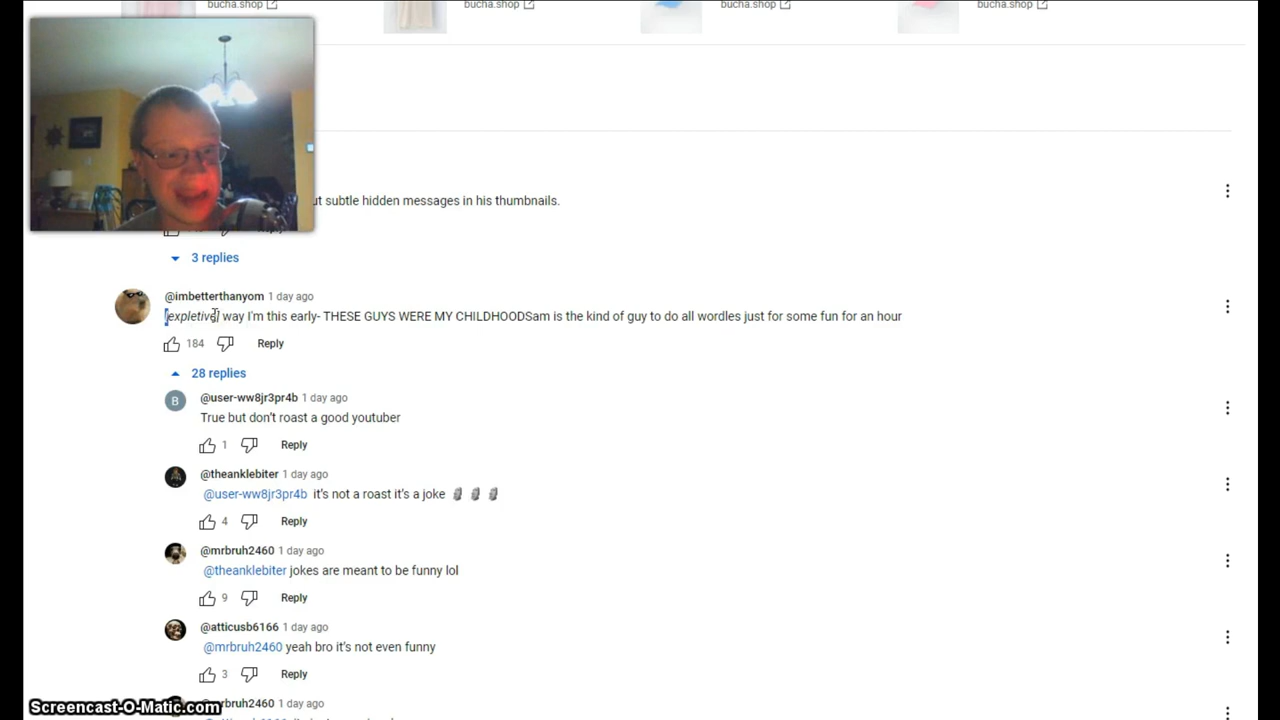 bucha.shop
bucha.shop
bucha.shop
bucha.shop
ut subtle hidden messages in his thumbnails.
3 replies
@imbetterthanyom 1 day ago
[expletive] way I'm this early- THESE GUYS WERE MY CHILDHOODSam is the kind of guy to do all wordles just for some fun for an hour
184 Reply
28 replies
B
@user-ww8jr3pr4b 1 day ago
True but don't roast a good youtuber
1 Reply
@theanklebiter 1 day ago
@user-ww8jr3pr4b it's not a roast it's a joke 🗿 🗿 🗿
4 Reply
@mrbruh2460 1 day ago
@theanklebiter jokes are meant to be funny lol
9 Reply
@atticusb6166 1 day ago
@mrbruh2460 yeah bro it's not even funny
3 Reply
rbruh2460 1 day ago
Screencast-O-Matic.com